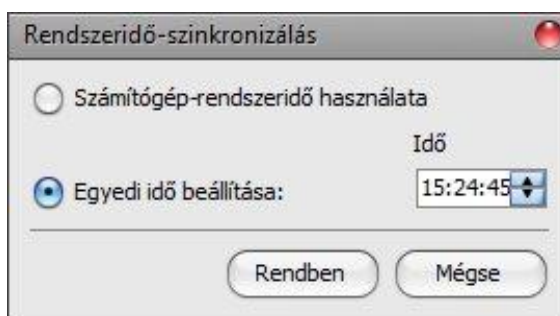 Rendszeridő-szinkronizálás
Számítógép-rendszeridő használata
Idő
Egyedi idő beállítása:
15:24:45
Rendben
Mégse